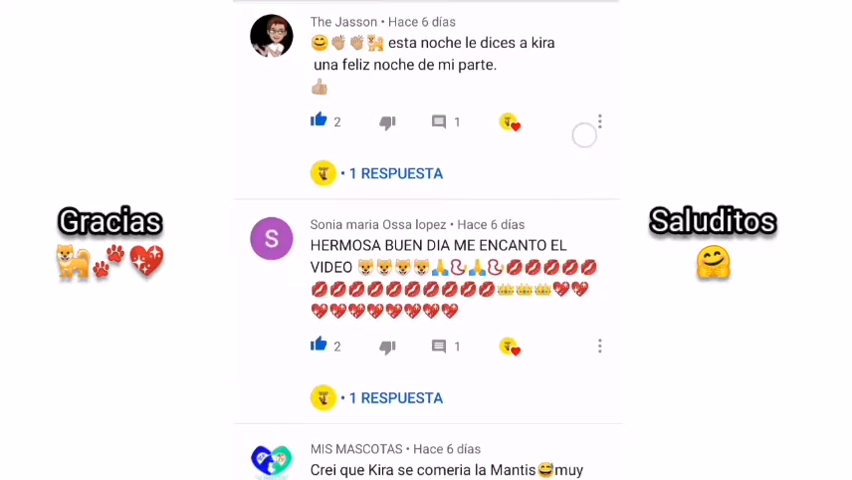 The Jasson • Hace 6 días
😊👏🏼👏🏼🐕 esta noche le dices a kira
una feliz noche de mi parte.
👍🏼
2
1
• 1 RESPUESTA
Gracias
Saluditos
S
Sonia maria Ossa lopez • Hace 6 días
HERMOSA BUEN DIA ME ENCANTO EL
VIDEO 😺😺😺😺🙏📿🙏📿💋💋💋💋💋
💋💋💋💋💋💋💋💋💋💋👑👑👑💖💖
💖💖💖💖💖💖💖💖
2
1
• 1 RESPUESTA
MIS MASCOTAS • Hace 6 días
Crei que Kira se comeria la Mantis😅muy